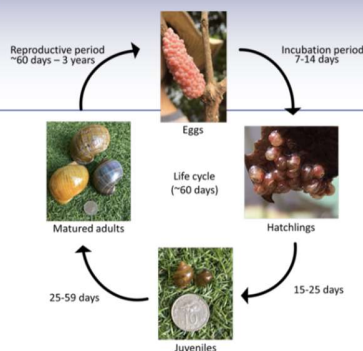 Reproductive period
~60 days – 3 years
Incubation period
7-14 days
Eggs
Life cycle
(~60 days)
Matured adults
Hatchlings
25-59 days
15-25 days
Juveniles